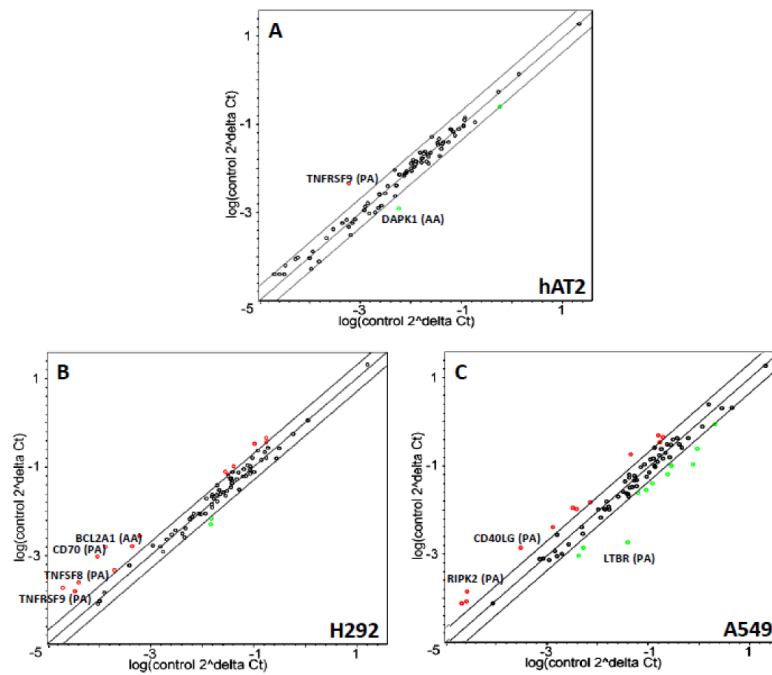 A
1
-1
-3
-5
log(control 2^delta Ct)
TNFRSF9 (PA)
DAPK1 (AA)
hAT2
-5
-3
-1
1
log(control 2^delta Ct)
B
1
-1
-3
-5
log(control 2^delta Ct)
BCL2A1 (AA)
CD70 (PA)
TNFSF8 (PA)
TNFRSF9 (PA)
H292
-5
-3
-1
1
log(control 2^delta Ct)
C
1
-1
-3
-5
log(control 2^delta Ct)
CD40LG (PA)
LTBR (PA)
RIPK2 (PA)
A549
-5
-3
-1
1
log(control 2^delta Ct)